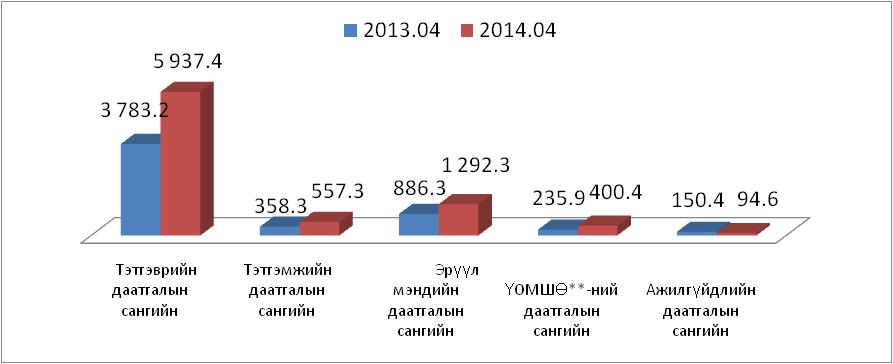 2013.04 2014.04
5 937.4
3 783.2
1 292.3
886.3
557.3
358.3
400.4
235.9
150.4 94.6
Тэтгэврийн даатгалын сангийн
Тэтгэмжийн даатгалын сангийн
Эрүүл мэндийн даатгалын сангийн
ҮОМШӨ**-ний даатгалын сангийн
Ажилгүйдлийн даатгалын сангийн